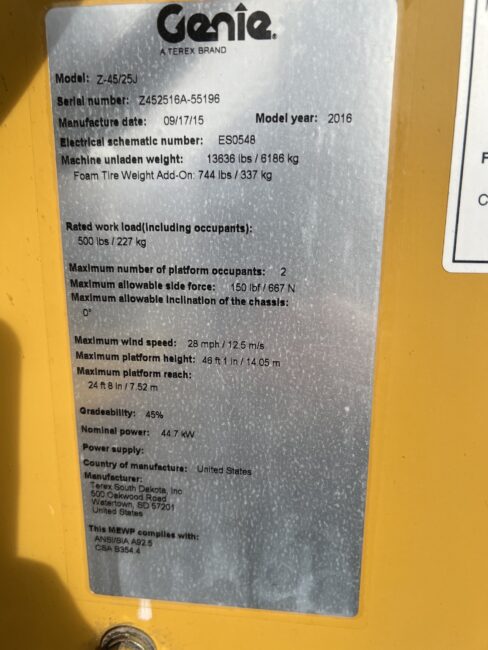 Genie.
A TEREX BRAND
Model: Z-45/25J
Serial number: Z452516A-55196
Manufacture date: 09/17/15 Model year: 2016
Electrical schematic number: ES0548
Machine unladen weight: 13636 lbs / 6186 kg
Foam Tire Weight Add-On: 744 lbs / 337 kg
Rated work load(including occupants):
500 lbs / 227 kg
Maximum number of platform occupants: 2
Maximum allowable side force: 150 lbf / 667 N
Maximum allowable inclination of the chassis:
0°
Maximum wind speed: 28 mph / 12.5 m/s
Maximum platform height: 46 ft 1 in / 14.05 m
Maximum platform reach:
24 ft 8 in / 7.52 m
Gradeability: 45%
Nominal power: 44.7 kW
Power supply:
Country of manufacture: United States
Manufacturer:
Terex South Dakota, Inc
500 Oakwood Road
Watertown, SD 57201
United States
This MEWP complies with:
ANSI/SIA A92.5
CSA B354.4